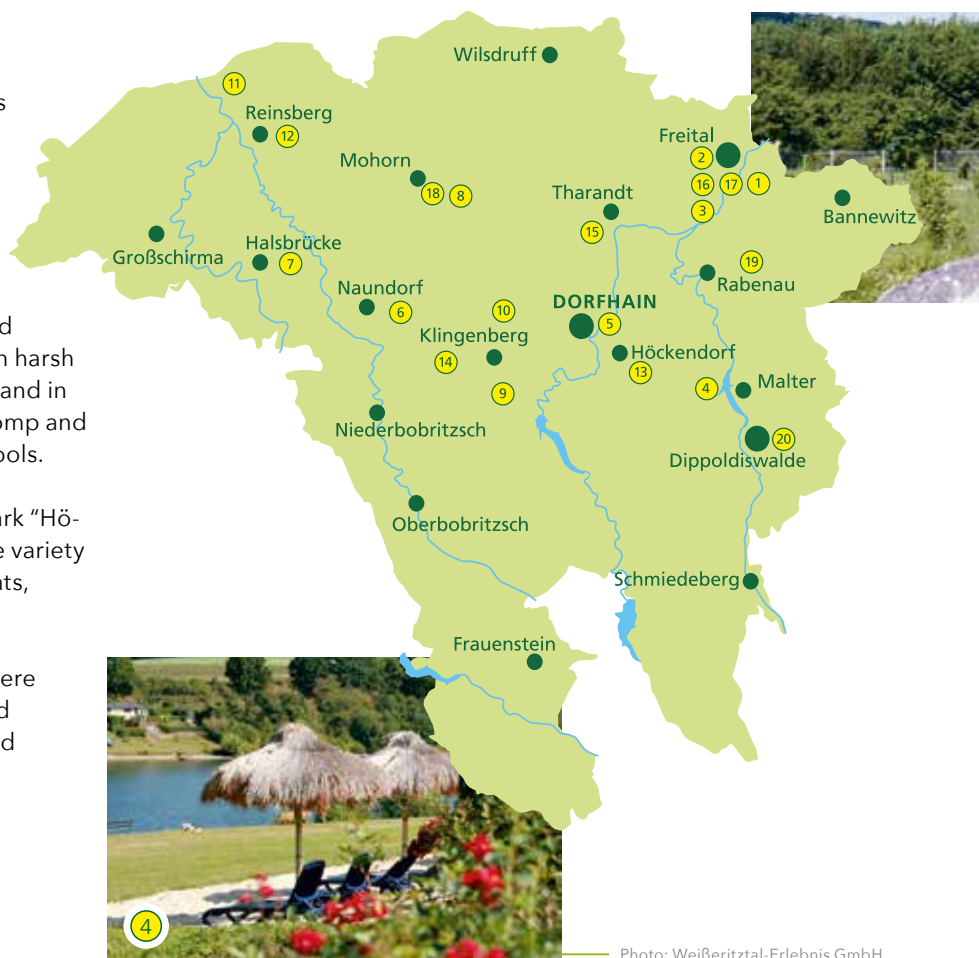 s
d
n harsh
and in
omp and
ools.
ark “Hö-
e variety
ats,
ere
d
d
Wilsdruff
11
Reinsberg
12
Freital
2
Mohorn
16 17 1
18 8
Tharandt
3
Bannewitz
15
Großschirma
Halsbrücke
7
19
Rabenau
Naundorf
6
10
DORFHAIN
5
Klingenberg
14
Höckendorf
13
9
4
Malter
Niederbobritzsch
20
Dippoldiswalde
Oberbobritzsch
Schmiedeberg
Frauenstein
4
Photo: Weißeritztal-Erlebnis GmbH